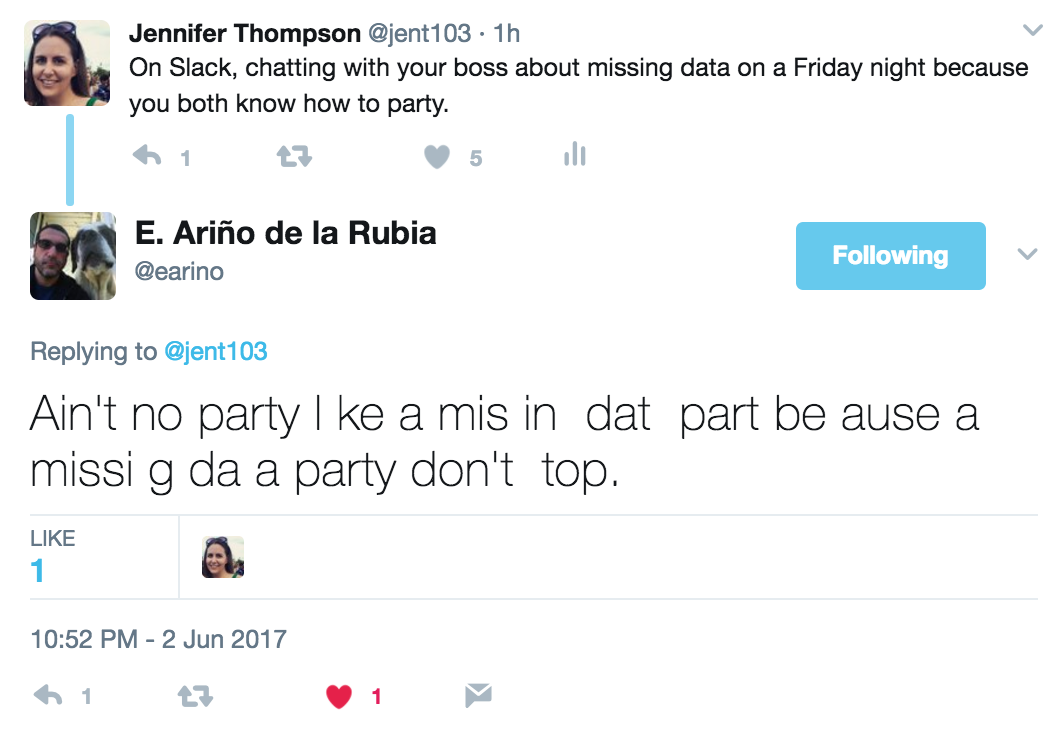 Jennifer Thompson @jent103 · 1h
On Slack, chatting with your boss about missing data on a Friday night because
you both know how to party.
1 5
E. Ariño de la Rubia
@earino
Following
Replying to @jent103
Ain't no party l ke a mis in  dat  part be ause a
missi g da a party don't  top.
LIKE
1
10:52 PM - 2 Jun 2017
1 1